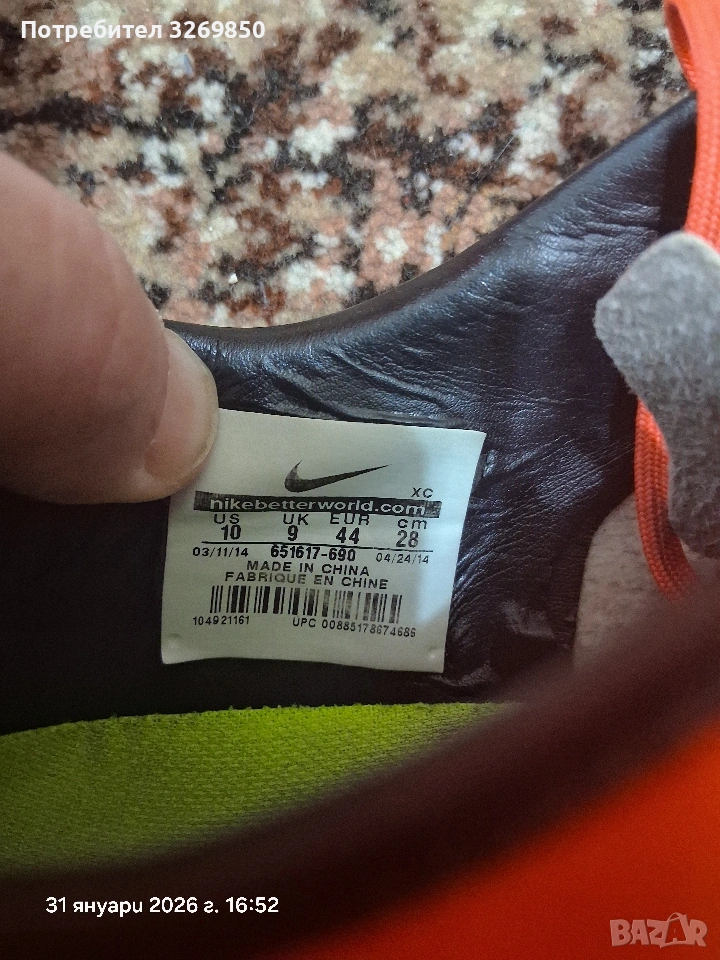 Потребител 3269850
XC
nikebetterworld.com
US UK EUR cm
10 9 44 28
03/11/14 651617-690 04/24/14
MADE IN CHINA
FABRIQUE EN CHINE
104921161 UPC 00885178674686
31 януари 2026 г. 16:52
BAZAR